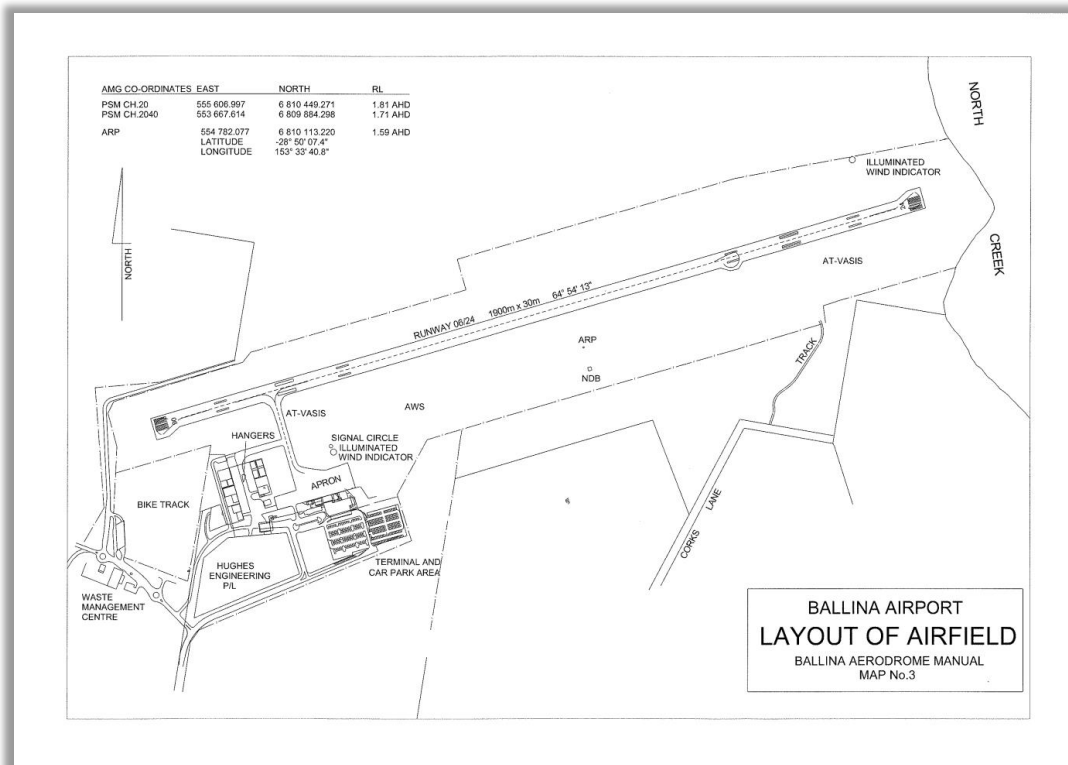 AMG CO-ORDINATES EAST NORTH RL
PSM CH.20 555 606.997 6 810 449.271 1.81 AHD
PSM CH.2040 553 667.614 6 809 884.298 1.71 AHD
ARP 554 782.077 6 810 113.220 1.59 AHD
LATITUDE -28° 50' 07.4"
LONGITUDE 153° 33' 40.8"
NORTH
NORTH
CREEK
ILLUMINATED
WIND INDICATOR
24
AT-VASIS
RUNWAY 06/24 1900m x 30m 64° 54' 13"
ARP
NDB
TRACK
AWS
AT-VASIS
HANGERS
SIGNAL CIRCLE
ILLUMINATED
WIND INDICATOR
APRON
BIKE TRACK
CORKS LANE
HUGHES
ENGINEERING
P/L
TERMINAL AND
CAR PARK AREA
WASTE
MANAGEMENT
CENTRE
BALLINA AIRPORT
LAYOUT OF AIRFIELD
BALLINA AERODROME MANUAL
MAP No.3